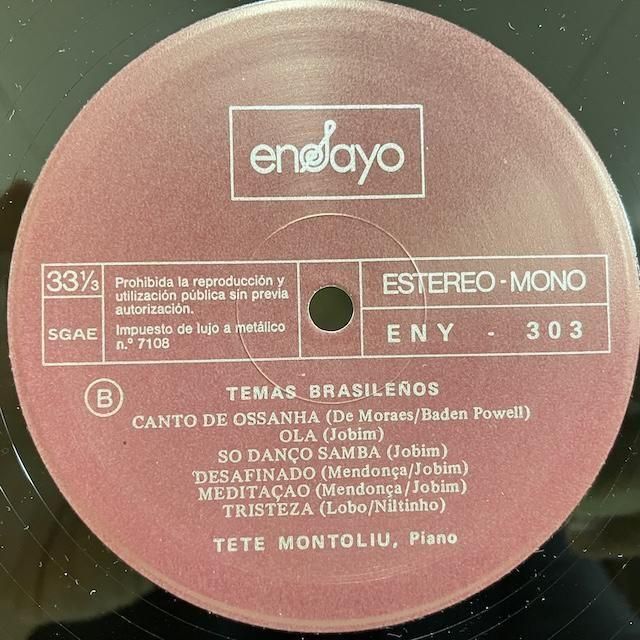 ensayo
33⅓
SGAE
Prohibida la reproducción y
utilización pública sin previa
autorización.
Impuesto de lujo a metálico
n.º 7108
ESTEREO - MONO
ENY - 303
B
TEMAS BRASILEÑOS
CANTO DE OSSANHA (De Moraes/Baden Powell)
OLA (Jobim)
SO DANÇO SAMBA (Jobim)
DESAFINADO (Mendonça/Jobim)
MEDITAÇAO (Mendonça/Jobim)
TRISTEZA (Lobo/Niltinho)
TETE MONTOLIU, Piano